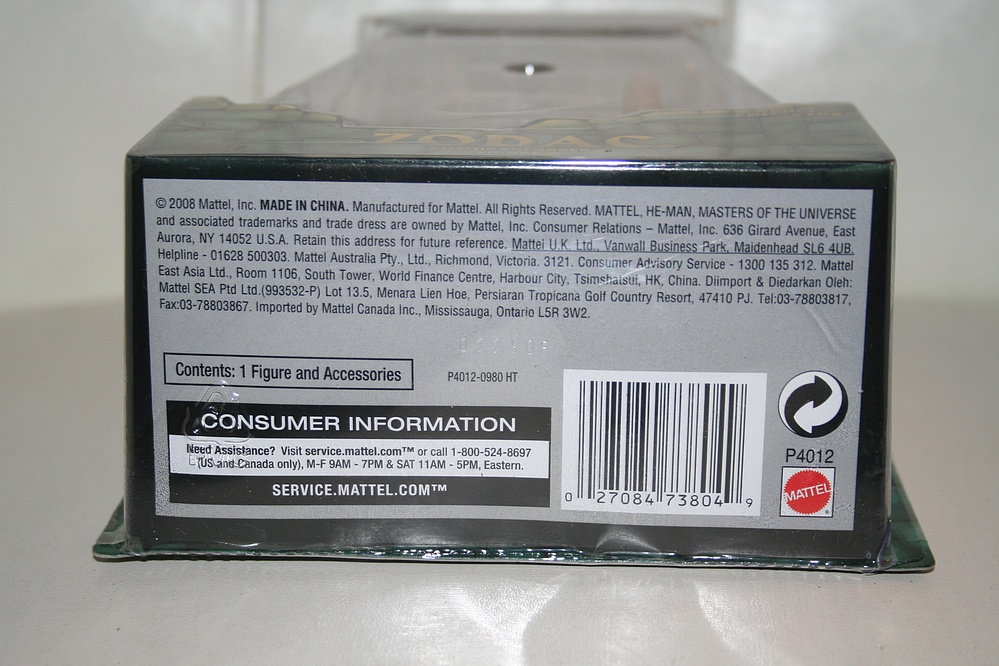 ZODAC
© 2008 Mattel, Inc. MADE IN CHINA. Manufactured for Mattel. All Rights Reserved. MATTEL, HE-MAN, MASTERS OF THE UNIVERSE
and associated trademarks and trade dress are owned by Mattel, Inc. Consumer Relations – Mattel, Inc. 636 Girard Avenue, East
Aurora, NY 14052 U.S.A. Retain this address for future reference. Mattel U.K. Ltd., Vanwall Business Park, Maidenhead SL6 4UB.
Helpline - 01628 500303. Mattel Australia Pty., Ltd., Richmond, Victoria. 3121. Consumer Advisory Service - 1300 135 312. Mattel
East Asia Ltd., Room 1106, South Tower, World Finance Centre, Harbour City, Tsimshatsui, HK, China. Diimport & Diedarkan Oleh:
Mattel SEA Ptd Ltd.(993532-P) Lot 13.5, Menara Lien Hoe, Persiaran Tropicana Golf Country Resort, 47410 PJ. Tel:03-78803817,
Fax:03-78803867. Imported by Mattel Canada Inc., Mississauga, Ontario L5R 3W2.
Contents: 1 Figure and Accessories
P4012-0980 HT
CONSUMER INFORMATION
Need Assistance? Visit service.mattel.com™ or call 1-800-524-8697
(US and Canada only), M-F 9AM - 7PM & SAT 11AM - 5PM, Eastern.
SERVICE.MATTEL.COM™
0 27084 73804 9
P4012
MATTEL